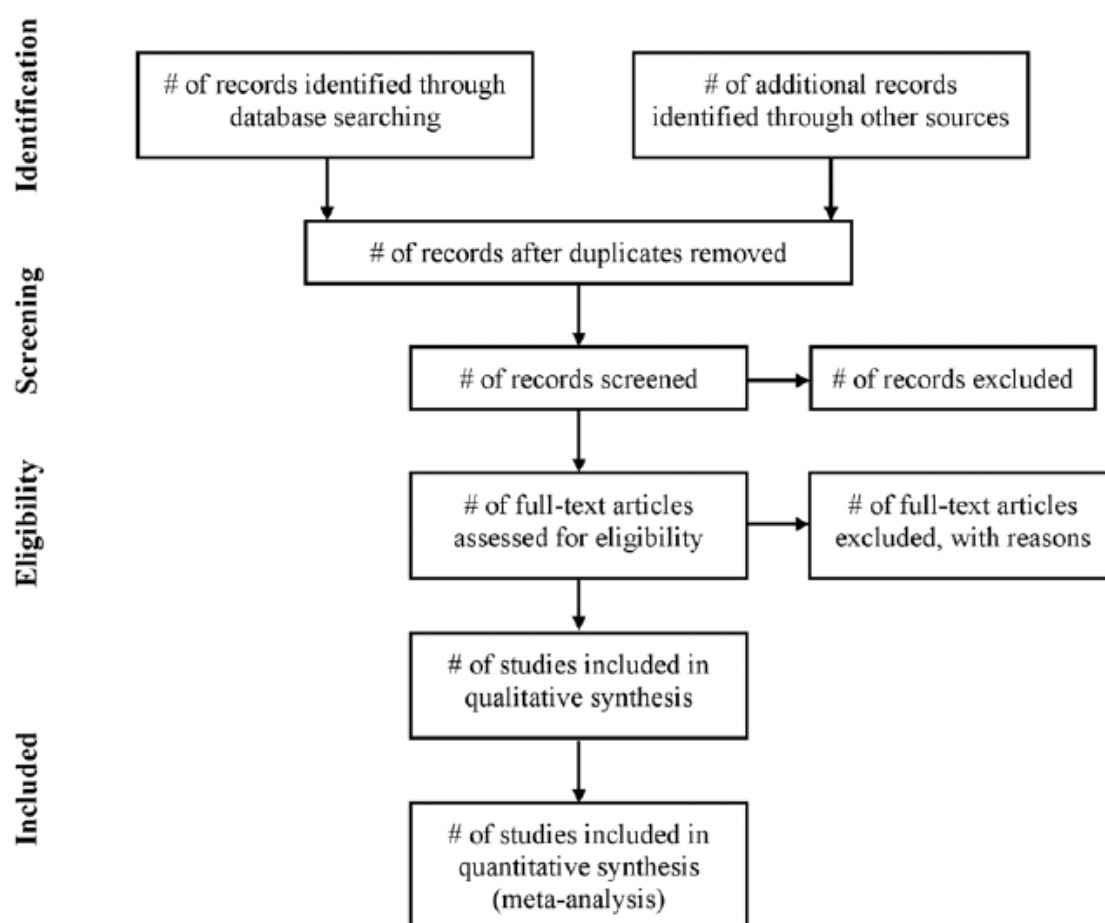 Identification
# of records identified through
database searching
# of additional records
identified through other sources
# of records after duplicates removed
Screening
# of records screened
# of records excluded
Eligibility
# of full-text articles
assessed for eligibility
# of full-text articles
excluded, with reasons
Included
# of studies included in
qualitative synthesis
# of studies included in
quantitative synthesis
(meta-analysis)